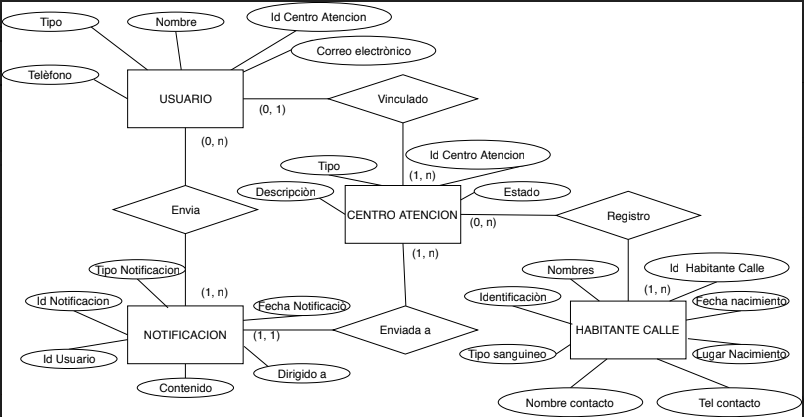 Id Centro Atencion
Tipo
Nombre
Correo electrònico
Telèfono
USUARIO
(0, 1)
Vinculado
(0, n)
Id Centro Atencion
Tipo
(1, n)
Descripciòn
Estado
Envia
CENTRO ATENCION
(0, n)
Registro
(1, n)
Tipo Notificacion
Nombres
Id Habitante Calle
(1, n)
(1, n)
Id Notificacion
Fecha Notificaciò
Identificaciòn
Fecha nacimiento
NOTIFICACION
(1, 1)
Enviada a
HABITANTE CALLE
Id Usuario
Tipo sanguineo
Lugar Nacimiento
Dirigido a
Contenido
Nombre contacto
Tel contacto